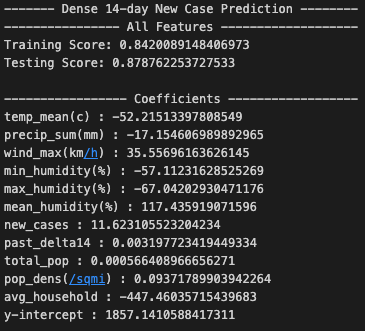 ------- Dense 14-day New Case Prediction --------
---------------- All Features ------------------
Training Score: 0.8420089148406973
Testing Score: 0.878762253727533
----------------- Coefficients ------------------
temp_mean(c) : -52.21513397808549
precip_sum(mm) : -17.154606989892965
wind_max(km/h) : 35.55696163626145
min_humidity(%) : -57.11231628525269
max_humidity(%) : -67.04202930471176
mean_humidity(%) : 117.435919071596
new_cases : 11.623105523204234
past_delta14 : 0.003197723419449334
total_pop : 0.000566408966656271
pop_dens(/sqmi) : 0.09371789903942264
avg_household : -447.46035715439683
y-intercept : 1857.1410588417311